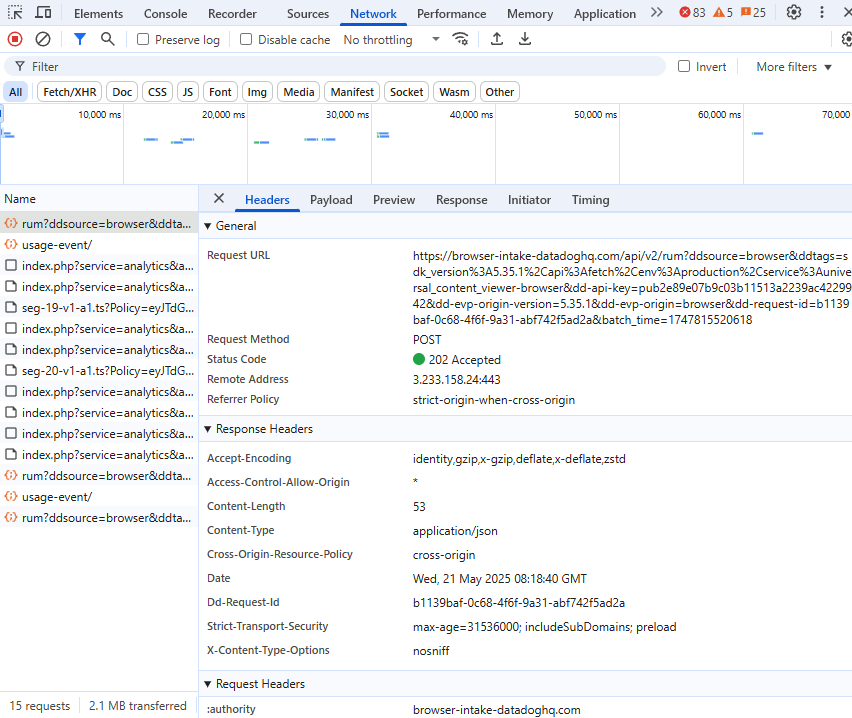 Elements Console Recorder Sources Network Performance Memory Application 83 5 25
Preserve log Disable cache No throttling
Filter Invert More filters
All Fetch/XHR Doc CSS JS Font Img Media Manifest Socket Wasm Other
10,000 ms 20,000 ms 30,000 ms 40,000 ms 50,000 ms 60,000 ms 70,000
Name
rum?ddsource=browser&ddta...
usage-event/
index.php?service=analytics&a...
index.php?service=analytics&a...
seg-19-v1-a1.ts?Policy=eyJTdG...
index.php?service=analytics&a...
index.php?service=analytics&a...
seg-20-v1-a1.ts?Policy=eyJTdG...
index.php?service=analytics&a...
index.php?service=analytics&a...
index.php?service=analytics&a...
index.php?service=analytics&a...
rum?ddsource=browser&ddta...
usage-event/
rum?ddsource=browser&ddta...
15 requests 2.1 MB transferred
Headers Payload Preview Response Initiator Timing
General
Request URL
https://browser-intake-datadoghq.com/api/v2/rum?ddsource=browser&ddtags=s
dk_version%3A5.35.1%2Capi%3Afetch%2Cenv%3Aproduction%2Cservice%3Auniver
sal_content_viewer-browser&dd-api-key=pub2e89e07b9c03b11513a2239ac42299
42&dd-evp-origin-version=5.35.1&dd-evp-origin=browser&dd-request-id=b1139
baf-0c68-4f6f-9a31-abf742f5ad2a&batch_time=1747815520618
Request Method POST
Status Code 202 Accepted
Remote Address 3.233.158.24:443
Referrer Policy strict-origin-when-cross-origin
Response Headers
Accept-Encoding identity,gzip,x-gzip,deflate,x-deflate,zstd
Access-Control-Allow-Origin *
Content-Length 53
Content-Type application/json
Cross-Origin-Resource-Policy cross-origin
Date Wed, 21 May 2025 08:18:40 GMT
Dd-Request-Id b1139baf-0c68-4f6f-9a31-abf742f5ad2a
Strict-Transport-Security max-age=31536000; includeSubDomains; preload
X-Content-Type-Options nosniff
Request Headers
:authority browser-intake-datadoghq.com